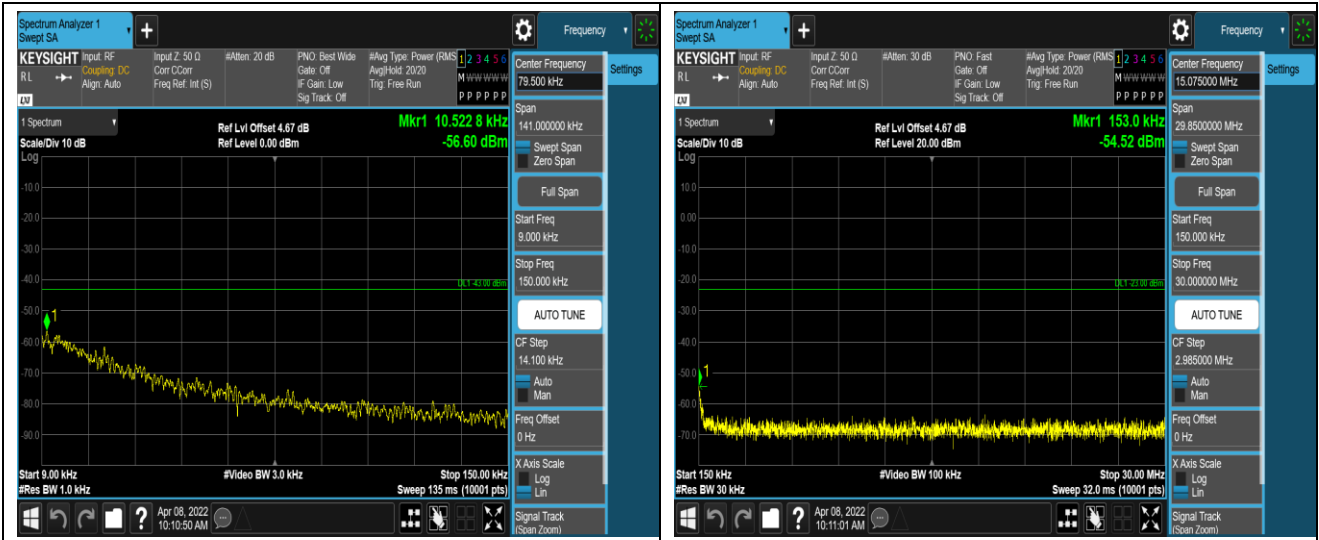 Spectrum Analyzer 1
Swept SA
+
Frequency
KEYSIGHT
Input: RF
Input Z: 50 Ω
#Atten: 20 dB
PNO: Best Wide
#Avg Type: Power (RMS
1 2 3 4 5 6
R L
Coupling: DC
Corr CCorr
Gate: Off
Avg|Hold: 20/20
M W W W W W
Align: Auto
Freq Ref: Int (S)
IF Gain: Low
Trig: Free Run
Sig Track: Off
P P P P P P
LXI
Center Frequency
79.500 kHz
Settings
1 Spectrum
Ref Lvl Offset 4.67 dB
Mkr1 10.522 8 kHz
Scale/Div 10 dB
Ref Level 0.00 dBm
-56.60 dBm
Log
-10.0
-20.0
-30.0
-40.0
DL1 -43.00 dBm
-50.0
1
-60.0
-70.0
-80.0
-90.0
Span
141.000000 kHz
Swept Span
Zero Span
Full Span
Start Freq
9.000 kHz
Stop Freq
150.000 kHz
AUTO TUNE
CF Step
14.100 kHz
Auto
Man
Freq Offset
0 Hz
X Axis Scale
Log
Lin
Signal Track
(Span Zoom)
Start 9.00 kHz
#Video BW 3.0 kHz
Stop 150.00 kHz
#Res BW 1.0 kHz
Sweep 135 ms (10001 pts)
?
Apr 08, 2022
10:10:50 AM
Spectrum Analyzer 1
Swept SA
+
Frequency
KEYSIGHT
Input: RF
Input Z: 50 Ω
#Atten: 30 dB
PNO: Fast
#Avg Type: Power (RMS
1 2 3 4 5 6
R L
Coupling: DC
Corr CCorr
Gate: Off
Avg|Hold: 20/20
M W W W W W
Align: Auto
Freq Ref: Int (S)
IF Gain: Low
Trig: Free Run
Sig Track: Off
P P P P P P
LXI
Center Frequency
15.075000 MHz
Settings
1 Spectrum
Ref Lvl Offset 4.67 dB
Mkr1 153.0 kHz
Scale/Div 10 dB
Ref Level 20.00 dBm
-54.52 dBm
Log
10.0
0.00
-10.0
-20.0
DL1 -23.00 dBm
-30.0
-40.0
-50.0
1
-60.0
-70.0
Span
29.8500000 MHz
Swept Span
Zero Span
Full Span
Start Freq
150.000 kHz
Stop Freq
30.000000 MHz
AUTO TUNE
CF Step
2.985000 MHz
Auto
Man
Freq Offset
0 Hz
X Axis Scale
Log
Lin
Signal Track
(Span Zoom)
Start 150 kHz
#Video BW 100 kHz
Stop 30.00 MHz
#Res BW 30 kHz
Sweep 32.0 ms (10001 pts)
?
Apr 08, 2022
10:11:01 AM